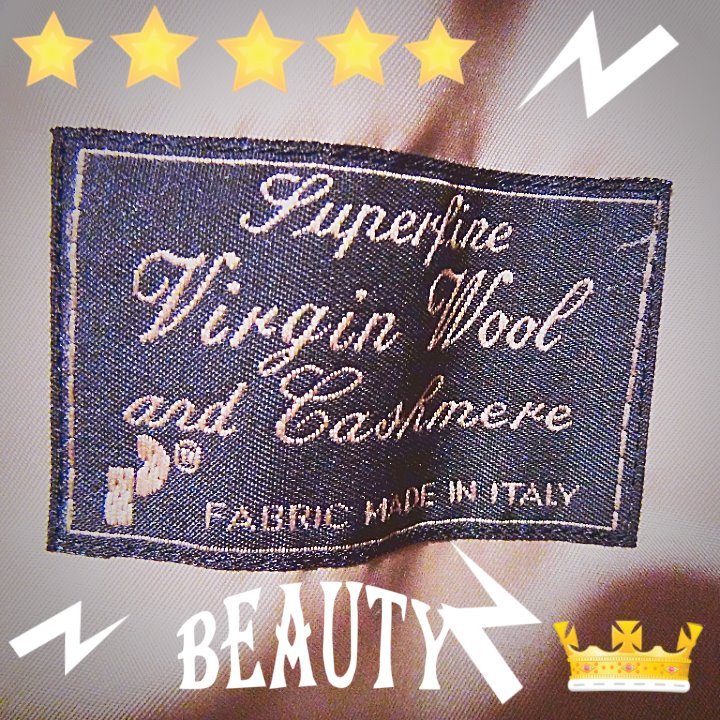 Superfine
Virgin Wool
and Cashmere
®
FABRIC MADE IN ITALY
BEAUTY